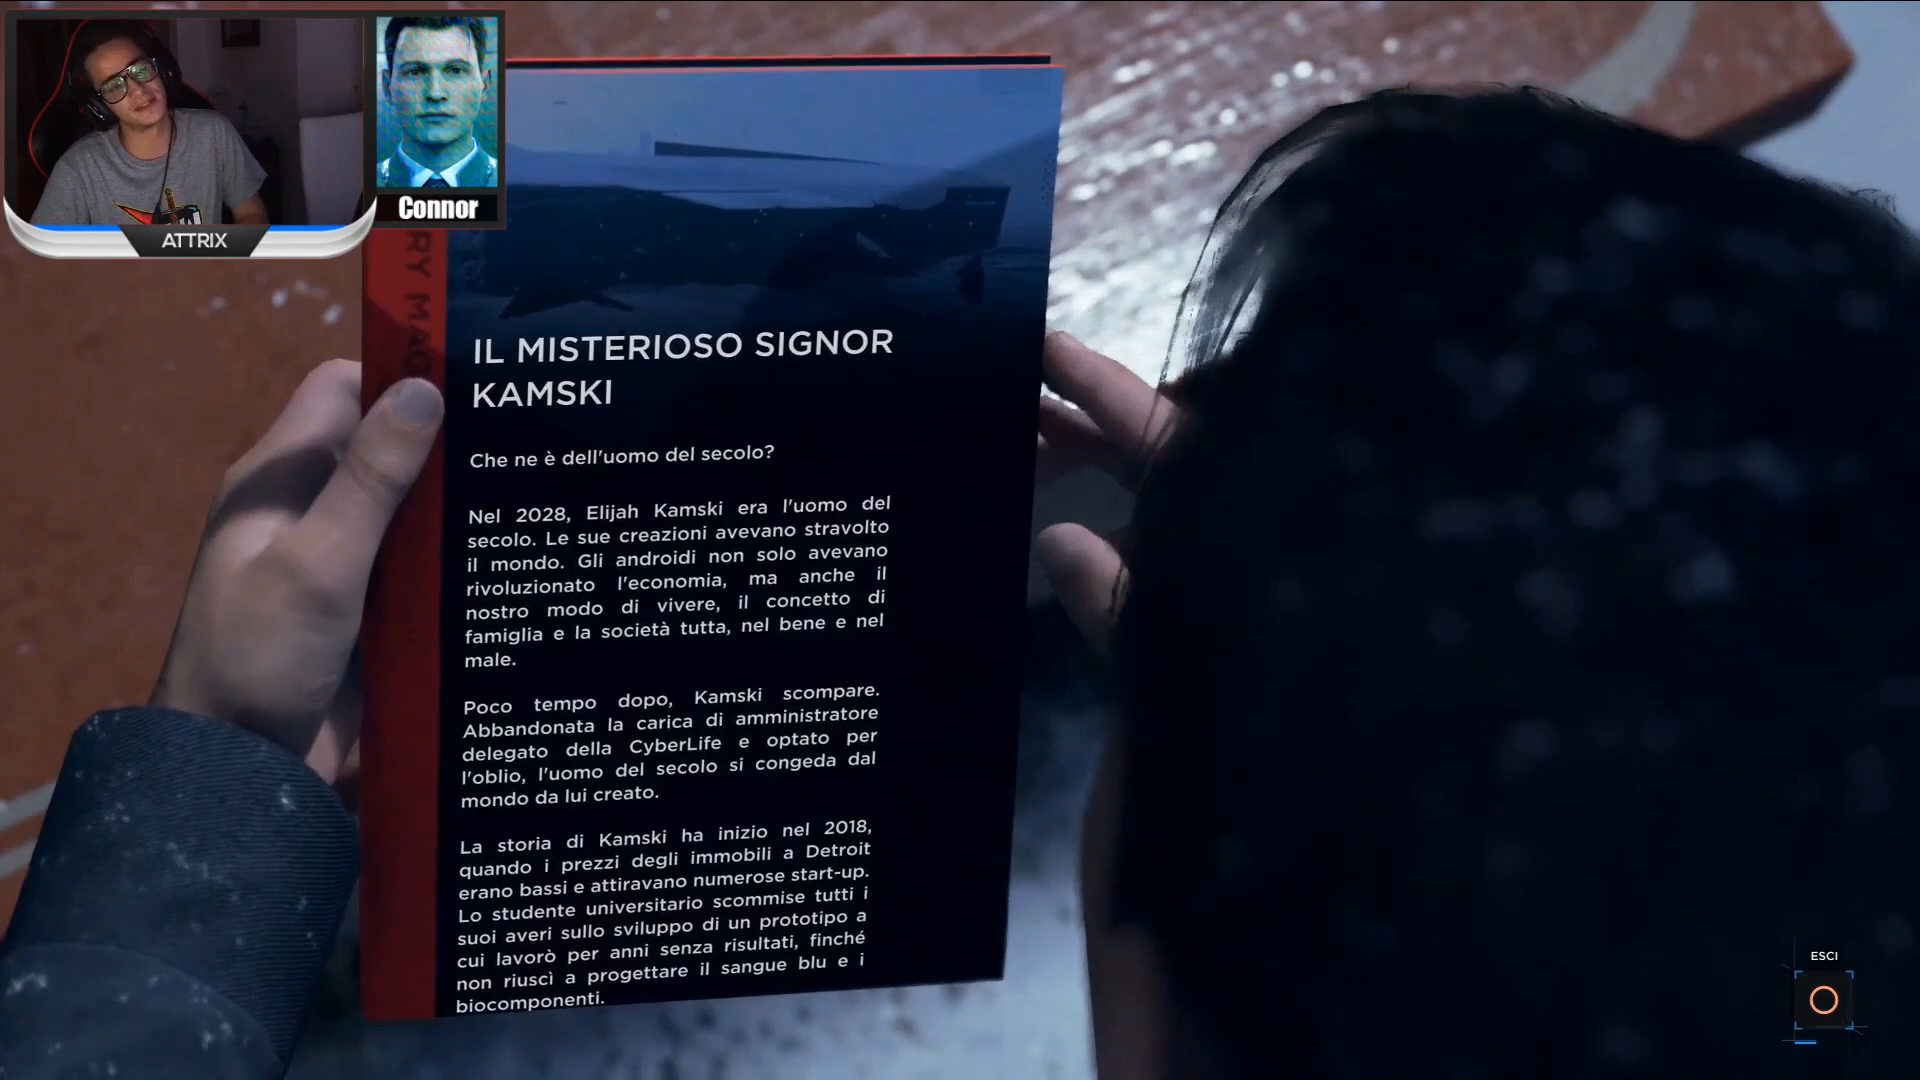 Connor
ATTRIX
RY MAG
IL MISTERIOSO SIGNOR
KAMSKI
Che ne è dell'uomo del secolo?
Nel 2028, Elijah Kamski era l'uomo del
secolo. Le sue creazioni avevano stravolto
il mondo. Gli androidi non solo avevano
rivoluzionato l'economia, ma anche il
nostro modo di vivere, il concetto di
famiglia e la società tutta, nel bene e nel
male.
Poco tempo dopo, Kamski scompare.
Abbandonata la carica di amministratore
delegato della CyberLife e optato per
l'oblio, l'uomo del secolo si congeda dal
mondo da lui creato.
La storia di Kamski ha inizio nel 2018,
quando i prezzi degli immobili a Detroit
erano bassi e attiravano numerose start-up.
Lo studente universitario scommise tutti i
suoi averi sullo sviluppo di un prototipo a
cui lavorò per anni senza risultati, finché
non riuscì a progettare il sangue blu e i
biocomponenti.
ESCI